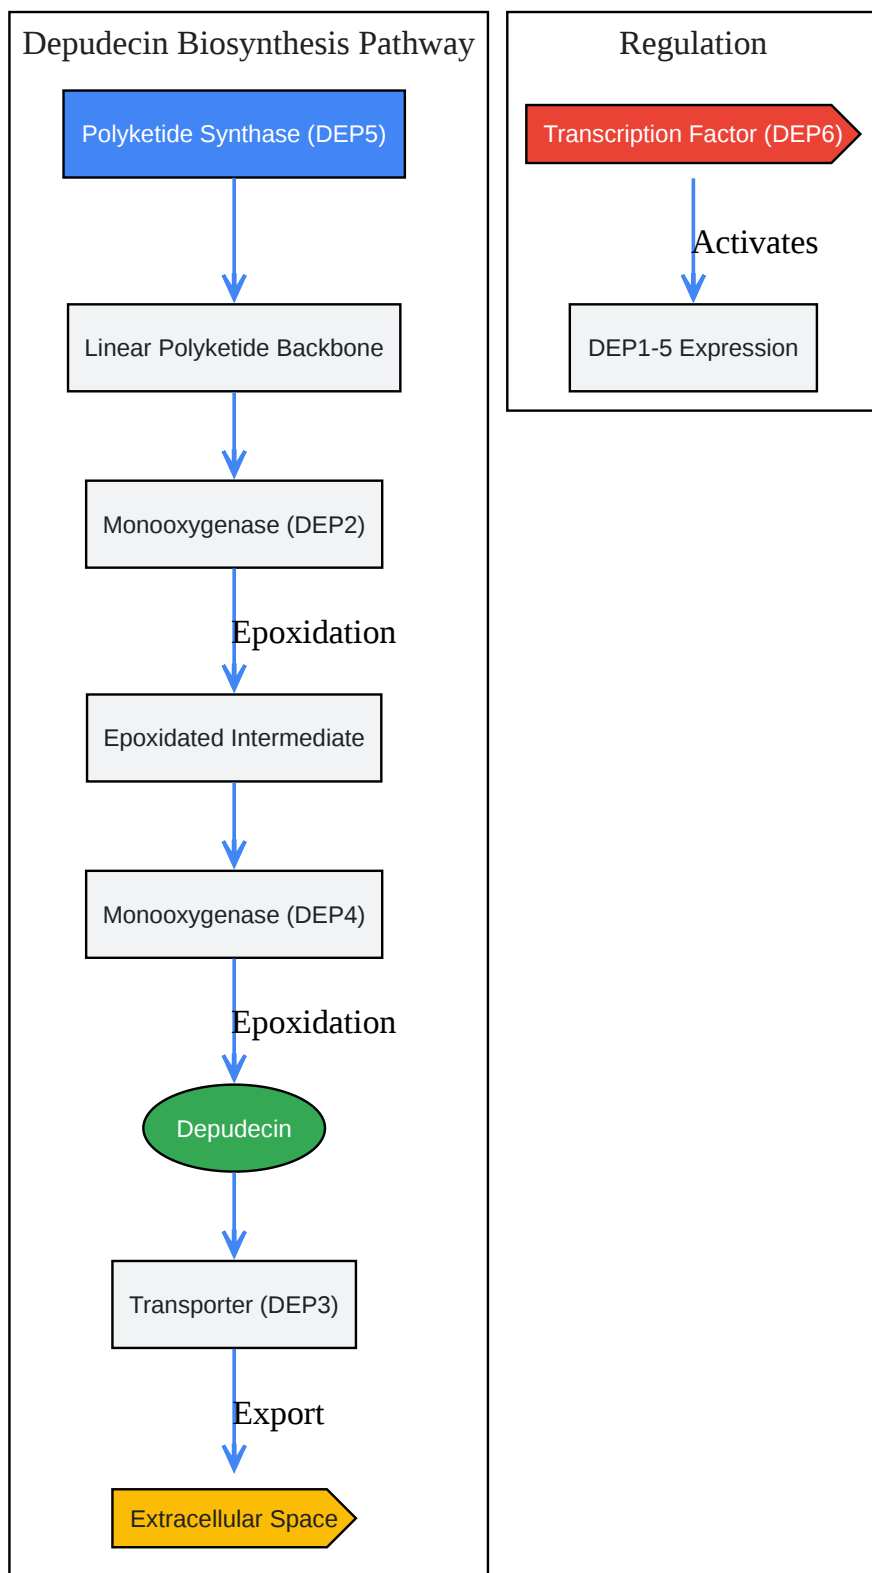 Depudecin Biosynthesis Pathway
Polyketide Synthase (DEP5)
Linear Polyketide Backbone
Monooxygenase (DEP2)
Epoxidation
Epoxidated Intermediate
Monooxygenase (DEP4)
Epoxidation
Depudecin
Transporter (DEP3)
Export
Extracellular Space
Regulation
Transcription Factor (DEP6)
Activates
DEP1-5 Expression